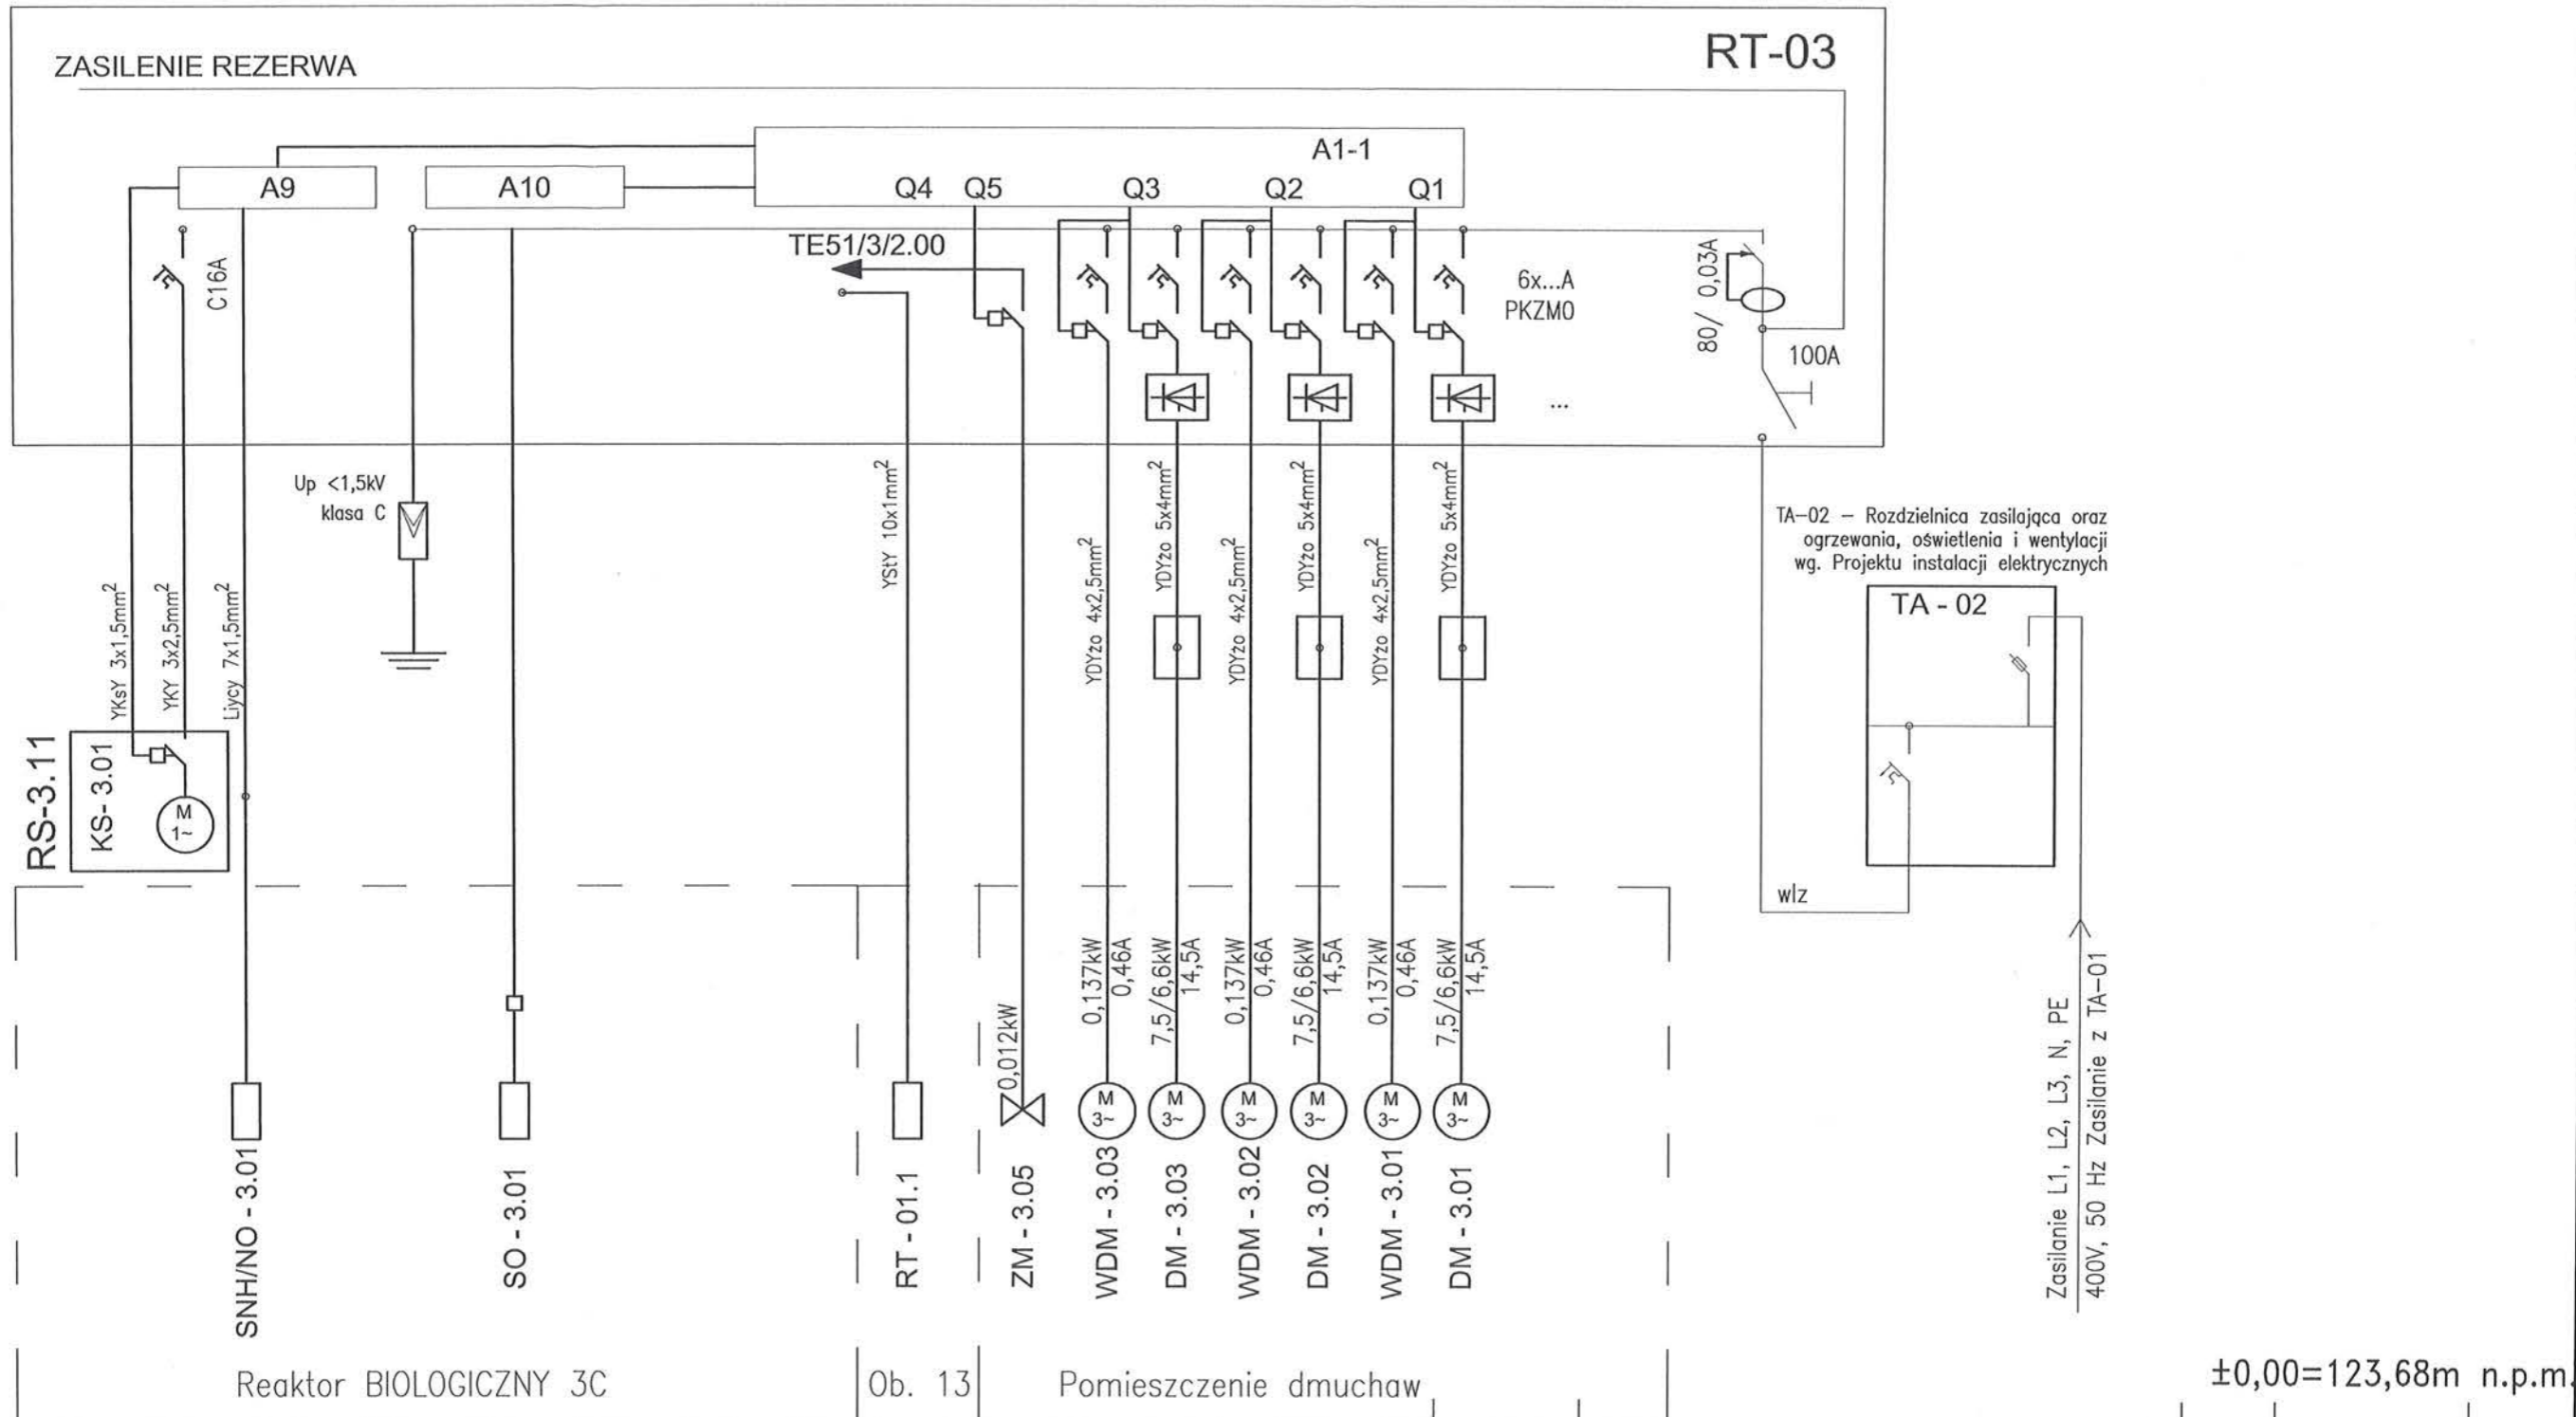 ZASILENIE REZERWA
RT-03
A1-1
A9
A10
Q4
Q5
Q3
Q2
Q1
TE51/3/2.00
C16A
6x...A
PKZM0
...
80/ 0,03A
100A
Up <1,5kV
klasa C
YKsY 3x1,5mm²
YKY 3x2,5mm²
Liycy 7x1,5mm²
YStY 10x1mm²
YDYżo 4x2,5mm²
YDYżo 5x4mm²
YDYżo 4x2,5mm²
YDYżo 5x4mm²
YDYżo 4x2,5mm²
YDYżo 5x4mm²
TA-02 - Rozdzielnica zasilająca oraz
ogrzewania, oświetlenia i wentylacji
wg. Projektu instalacji elektrycznych
TA - 02
wlz
RS-3.11
KS- 3.01
M
1~
0,012kW
0,137kW
0,46A
7,5/6,6kW
14,5A
0,137kW
0,46A
7,5/6,6kW
14,5A
0,137kW
0,46A
7,5/6,6kW
14,5A
M
3~
M
3~
M
3~
M
3~
M
3~
M
3~
SNH/NO - 3.01
SO - 3.01
RT - 01.1
ZM - 3.05
WDM - 3.03
DM - 3.03
WDM - 3.02
DM - 3.02
WDM - 3.01
DM - 3.01
Zasilanie L1, L2, L3, N, PE
400V, 50 Hz Zasilanie z TA-01
Reaktor BIOLOGICZNY 3C
Ob. 13
Pomieszczenie dmuchaw
±0,00=123,68m n.p.m.